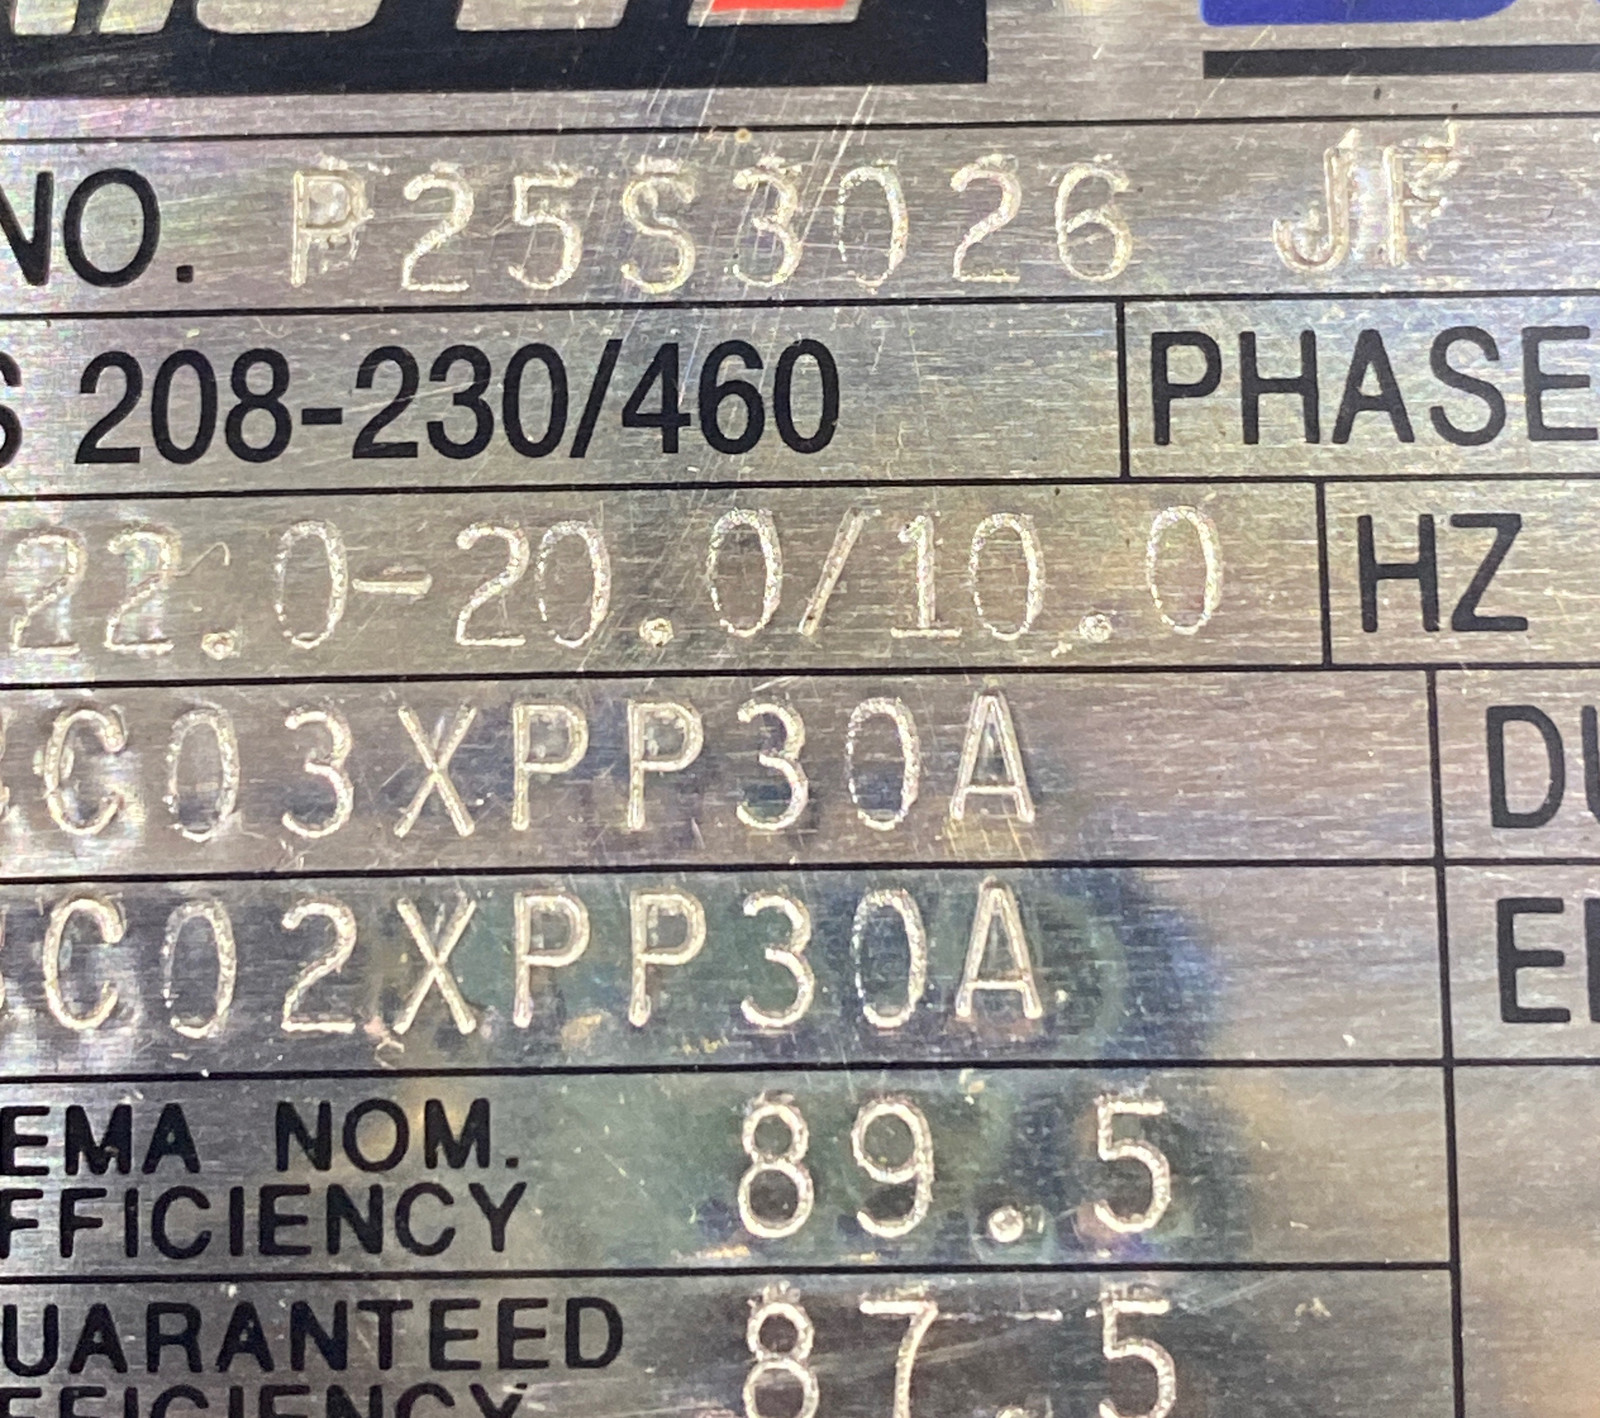 NO. P25S3026 JF
208-230/460 PHASE
22.0-20.0/10.0 HZ
C03XPP30A
C02XPP30A
EMA NOM. 89.5
FFICIENCY
UARANTEED 87.5